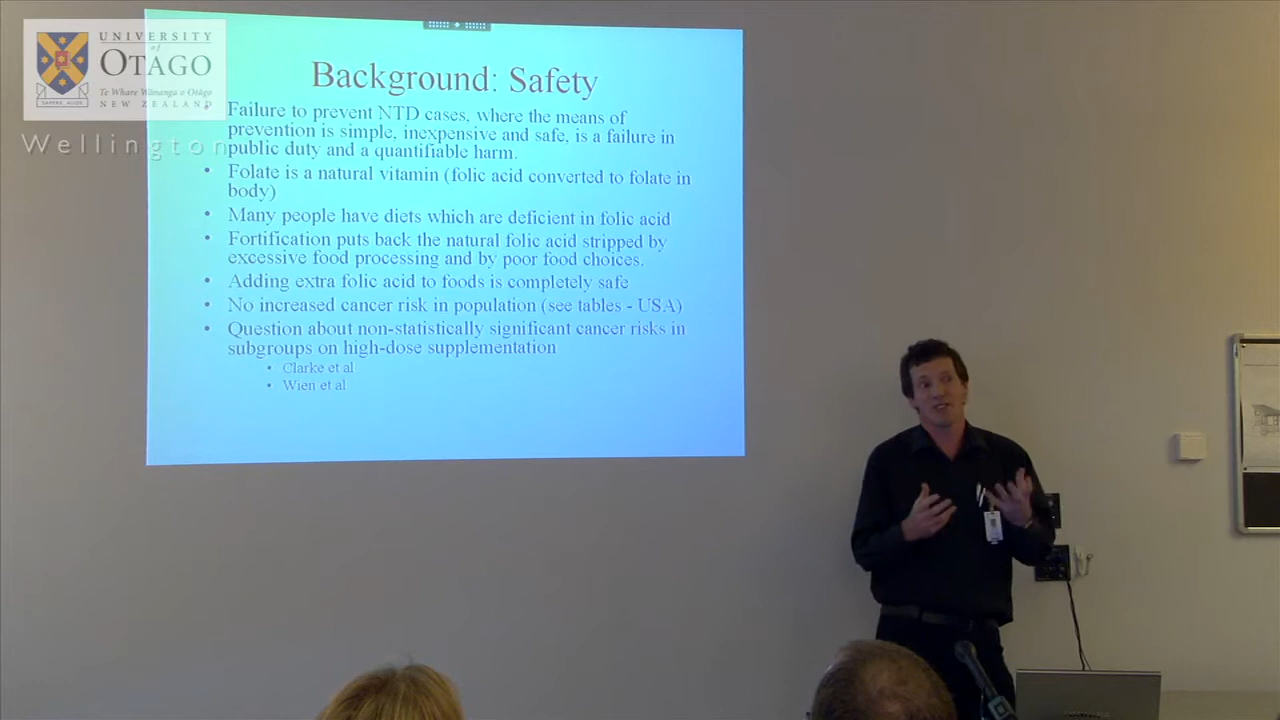 UNIVERSITY
of
OTAGO
Te Whare Wānanga o Otāgo
NEW ZEALAND
SAPERE AUDE
Wellington
Background: Safety
Failure to prevent NTD cases, where the means of
prevention is simple, inexpensive and safe, is a failure in
public duty and a quantifiable harm.
• Folate is a natural vitamin (folic acid converted to folate in
body)
• Many people have diets which are deficient in folic acid
• Fortification puts back the natural folic acid stripped by
excessive food processing and by poor food choices.
• Adding extra folic acid to foods is completely safe
• No increased cancer risk in population (see tables - USA)
• Question about non-statistically significant cancer risks in
subgroups on high-dose supplementation
• Clarke et al
• Wien et al